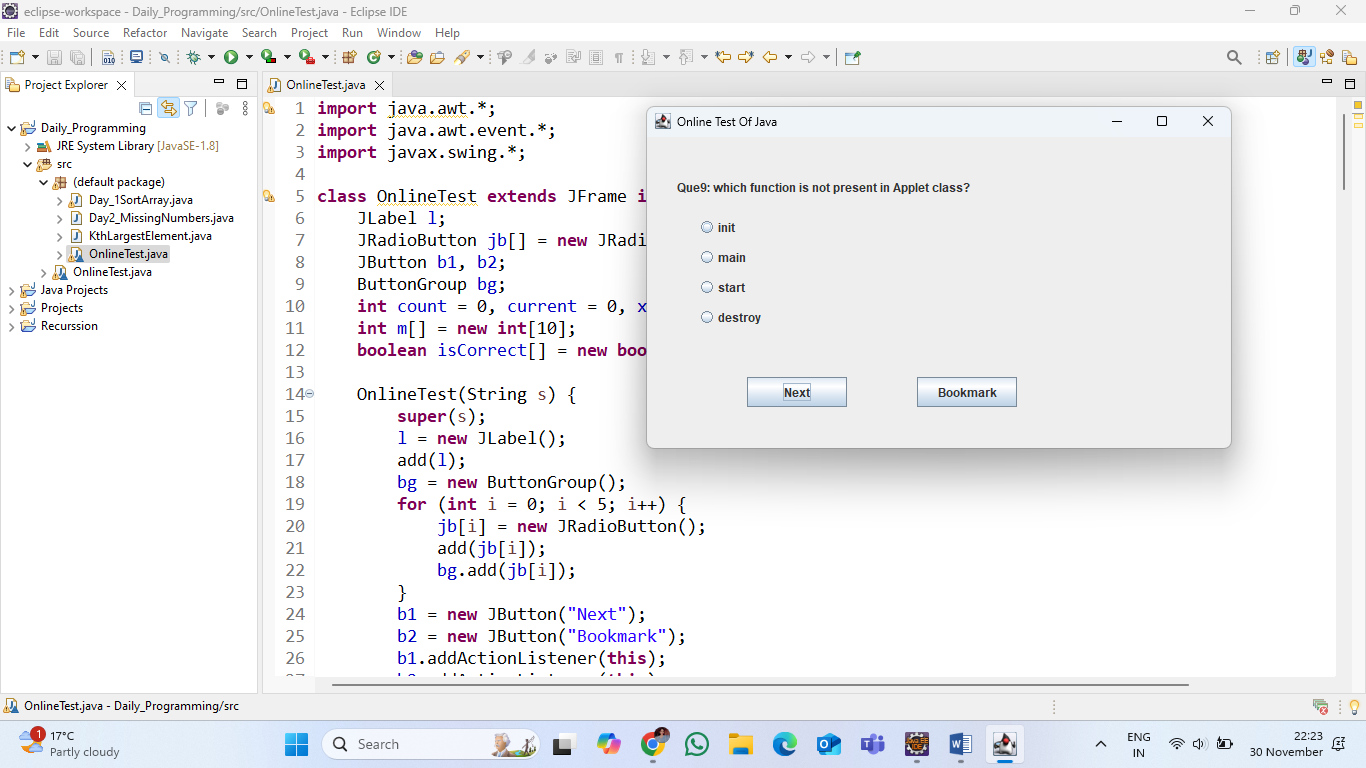 eclipse-workspace - Daily_Programming/src/OnlineTest.java - Eclipse IDE
File Edit Source Refactor Navigate Search Project Run Window Help
Project Explorer
Daily_Programming
JRE System Library [JavaSE-1.8]
src
(default package)
Day_1SortArray.java
Day2_MissingNumbers.java
KthLargestElement.java
OnlineTest.java
OnlineTest.java
Java Projects
Projects
Recurssion
OnlineTest.java
1 import java.awt.*;
2 import java.awt.event.*;
3 import javax.swing.*;
4
5 class OnlineTest extends JFrame i
6 JLabel l;
7 JRadioButton jb[] = new JRadi
8 JButton b1, b2;
9 ButtonGroup bg;
10 int count = 0, current = 0, x
11 int m[] = new int[10];
12 boolean isCorrect[] = new boo
13
14 OnlineTest(String s) {
15 super(s);
16 l = new JLabel();
17 add(l);
18 bg = new ButtonGroup();
19 for (int i = 0; i < 5; i++) {
20 jb[i] = new JRadioButton();
21 add(jb[i]);
22 bg.add(jb[i]);
23 }
24 b1 = new JButton("Next");
25 b2 = new JButton("Bookmark");
26 b1.addActionListener(this);
Online Test Of Java
Que9: which function is not present in Applet class?
init
main
start
destroy
Next Bookmark
OnlineTest.java - Daily_Programming/src
1
17°C
Partly cloudy
Search
ENG
IN
22:23
30 November